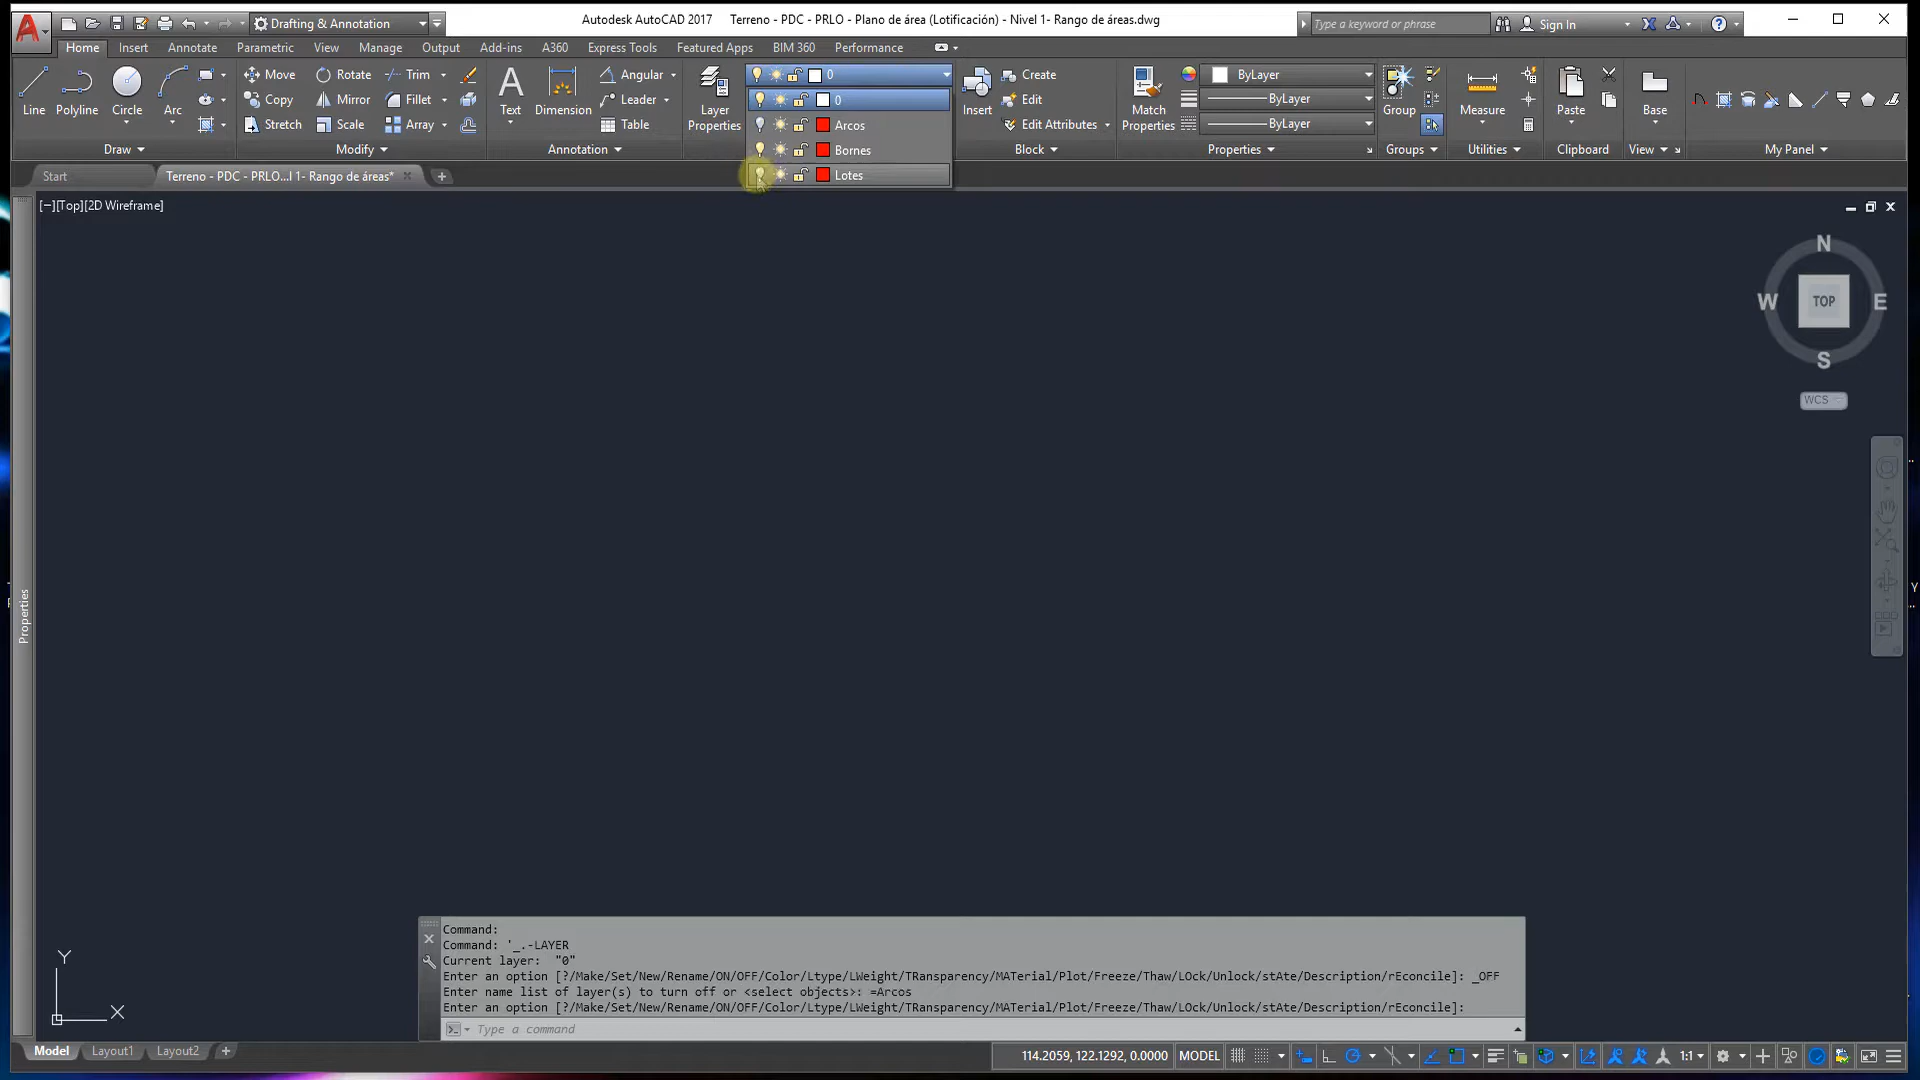 Drafting & Annotation
Autodesk AutoCAD 2017 Terreno - PDC - PRLO - Plano de área (Lotificación) - Nivel 1- Rango de áreas.dwg
Type a keyword or phrase
Sign In
Home Insert Annotate Parametric View Manage Output Add-ins A360 Express Tools Featured Apps BIM 360 Performance
Line Polyline Circle Arc
Move Rotate Trim
Copy Mirror Fillet
Stretch Scale Array
Text Dimension
Angular
Leader
Table
Layer
Properties
0
0
Arcos
Bornes
Lotes
Insert
Create
Edit
Edit Attributes
Match
Properties
ByLayer
ByLayer
ByLayer
Group
Measure
Paste
Base
Draw Modify Annotation Block Properties Groups Utilities Clipboard View My Panel
Start Terreno - PDC - PRLO...l 1- Rango de áreas*
[−][Top][2D Wireframe]
N
W TOP E
S
WCS
Properties
Y
X
Command:
Command: '_.-LAYER
Current layer: "0"
Enter an option [?/Make/Set/New/Rename/ON/OFF/Color/Ltype/LWeight/TRansparency/MATerial/Plot/Freeze/Thaw/LOck/Unlock/stAte/Description/rEconcile]: _OFF
Enter name list of layer(s) to turn off or <select objects>: =Arcos
Enter an option [?/Make/Set/New/Rename/ON/OFF/Color/Ltype/LWeight/TRansparency/MATerial/Plot/Freeze/Thaw/LOck/Unlock/stAte/Description/rEconcile]:
Type a command
Model Layout1 Layout2
114.2059, 122.1292, 0.0000 MODEL 1:1